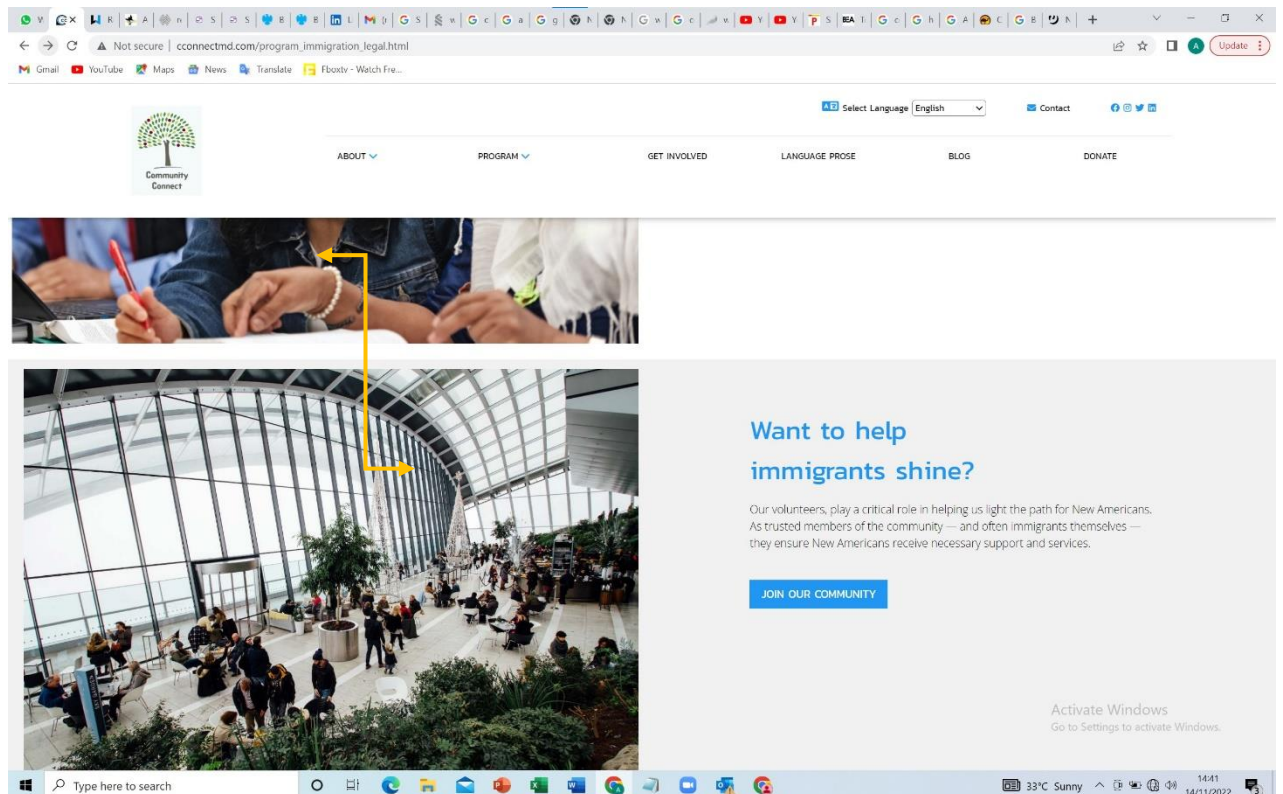 Not secure | cconnectmd.com/program_immigration_legal.html
Update
Gmail YouTube Maps News Translate Fboxtv - Watch Fre...
Select Language English Contact
Community
Connect
ABOUT PROGRAM GET INVOLVED LANGUAGE PROSE BLOG DONATE
Want to help
immigrants shine?
Our volunteers, play a critical role in helping us light the path for New Americans.
As trusted members of the community — and often immigrants themselves —
they ensure New Americans receive necessary support and services.
JOIN OUR COMMUNITY
Activate Windows
Go to Settings to activate Windows.
Type here to search
33°C Sunny
14:41
14/11/2022